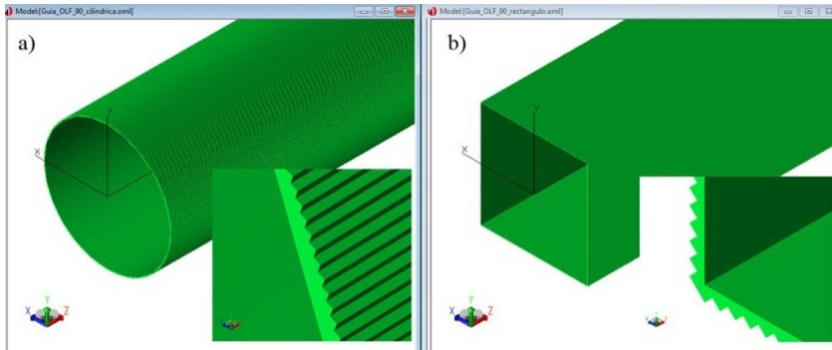 Model:[Guia_OLF_90_cilindrica.oml]
a)
Y
X
Y
X
Z
Model:[Guia_OLF_90_rectangulo.oml]
b)
Y
X
Y
X
Z